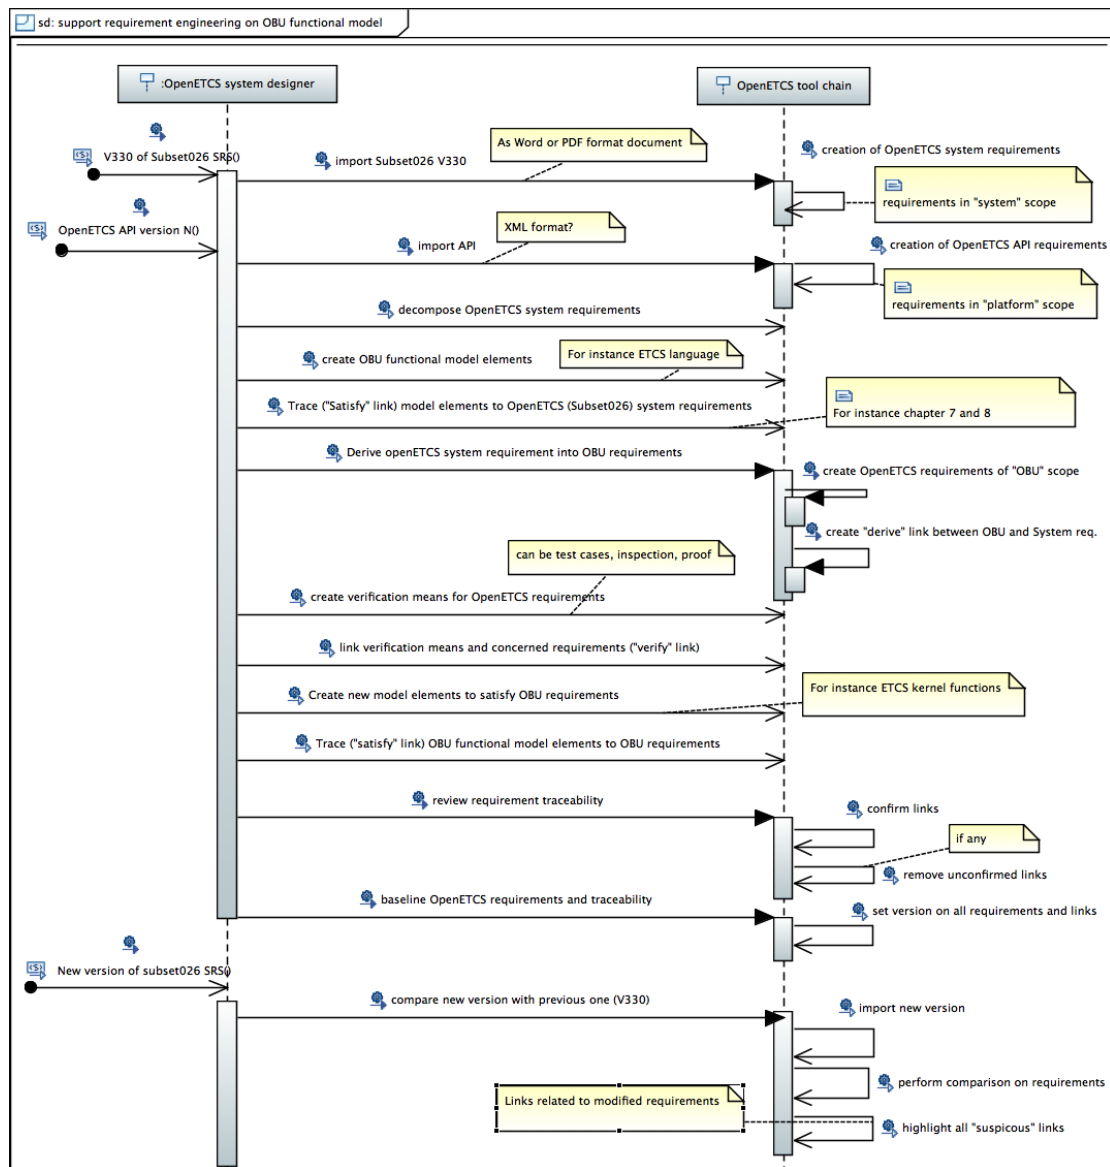 sd: support requirement engineering on OBU functional model
:OpenETCS system designer
OpenETCS tool chain
V330 of Subset026 SRS()
import Subset026 V330
As Word or PDF format document
creation of OpenETCS system requirements
requirements in "system" scope
OpenETCS API version N()
import API
XML format?
creation of OpenETCS API requirements
requirements in "platform" scope
decompose OpenETCS system requirements
create OBU functional model elements
For instance ETCS language
Trace ("Satisfy" link) model elements to OpenETCS (Subset026) system requirements
For instance chapter 7 and 8
Derive openETCS system requirement into OBU requirements
create OpenETCS requirements of "OBU" scope
create "derive" link between OBU and System req.
can be test cases, inspection, proof
create verification means for OpenETCS requirements
link verification means and concerned requirements ("verify" link)
Create new model elements to satisfy OBU requirements
For instance ETCS kernel functions
Trace ("satisfy" link) OBU functional model elements to OBU requirements
review requirement traceability
confirm links
if any
remove unconfirmed links
baseline OpenETCS requirements and traceability
set version on all requirements and links
New version of subset026 SRS()
compare new version with previous one (V330)
import new version
perform comparison on requirements
Links related to modified requirements
highlight all "suspicous" links